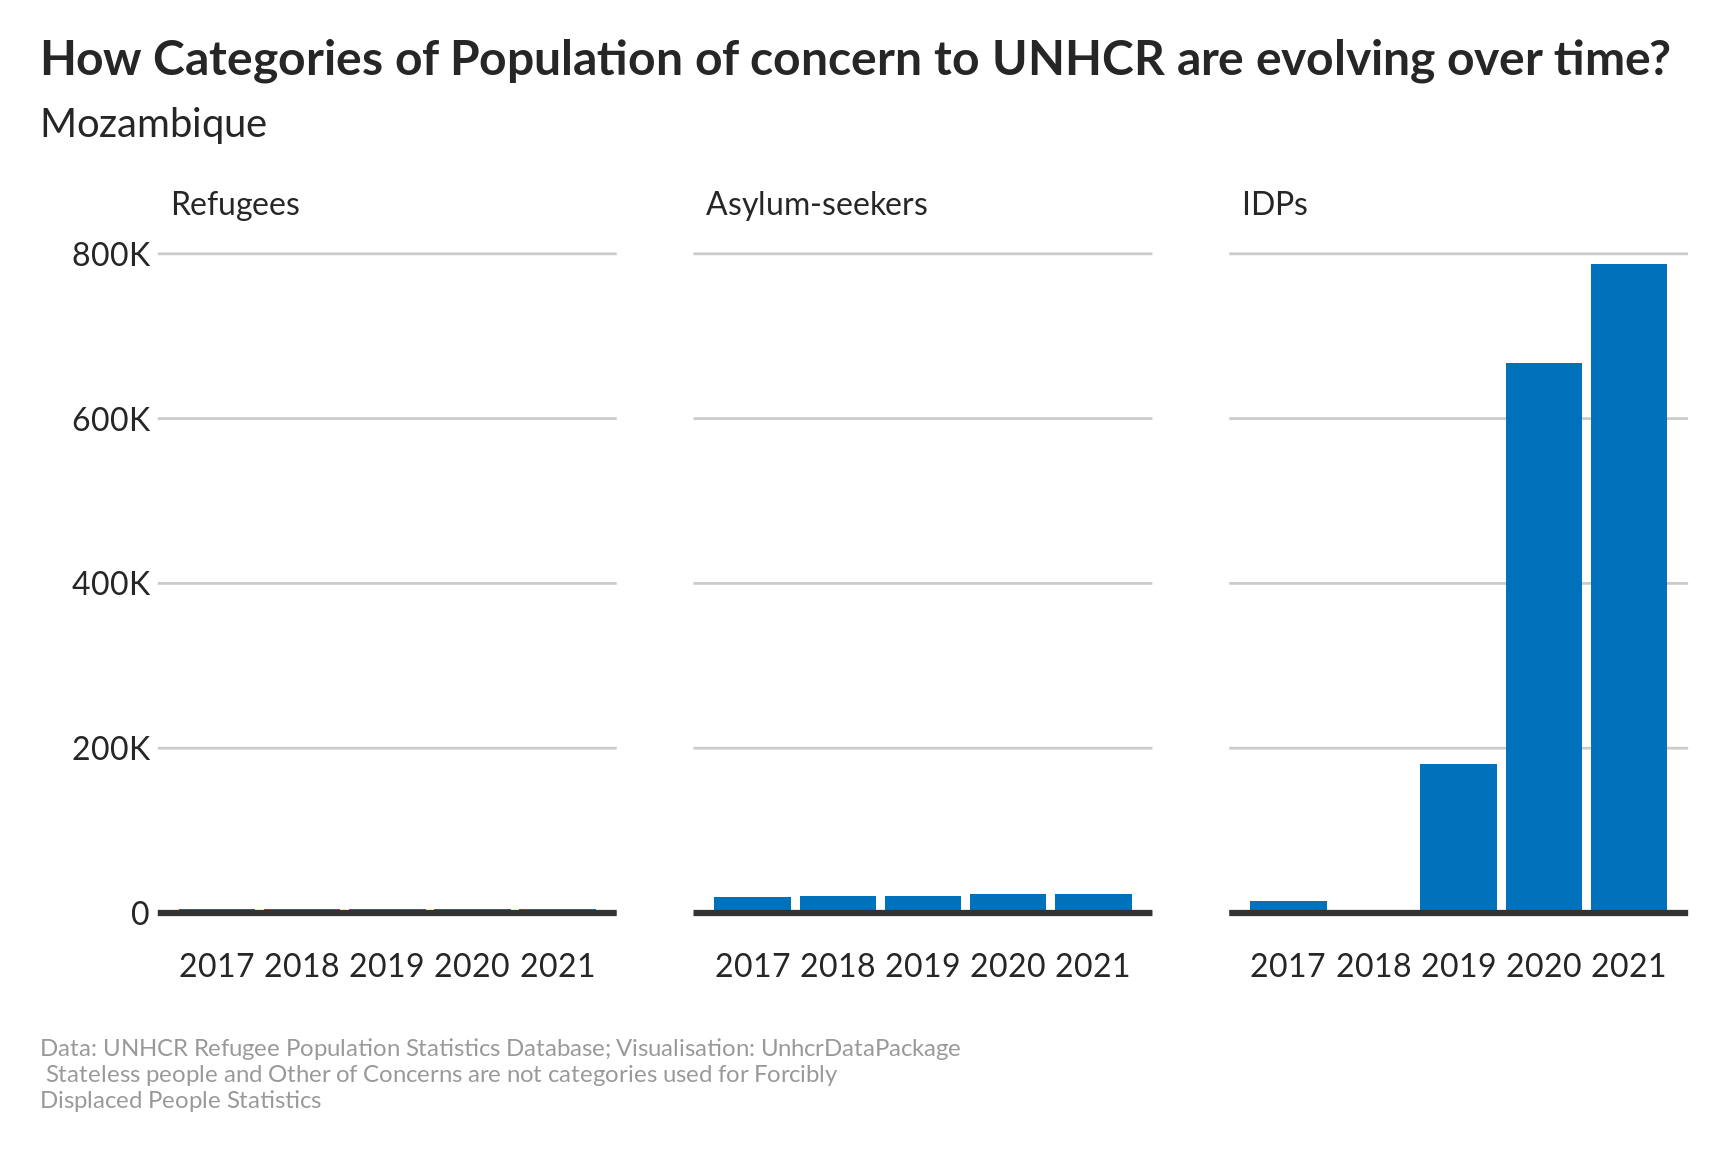 How Categories of Population of concern to UNHCR are evolving over time?
Mozambique
Refugees
Asylum-seekers
IDPs
800K
600K
400K
200K
0
2017 2018 2019 2020 2021
2017 2018 2019 2020 2021
2017 2018 2019 2020 2021
Data: UNHCR Refugee Population Statistics Database; Visualisation: UnhcrDataPackage
Stateless people and Other of Concerns are not categories used for Forcibly
Displaced People Statistics